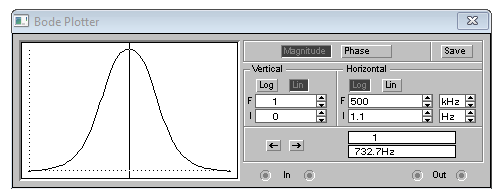 Bode Plotter
Magnitude Phase Save
Vertical Horizontal
Log Lin Log Lin
F 1 F 500 kHz
I 0 I 1.1 Hz
← → 1
732.7Hz
In Out